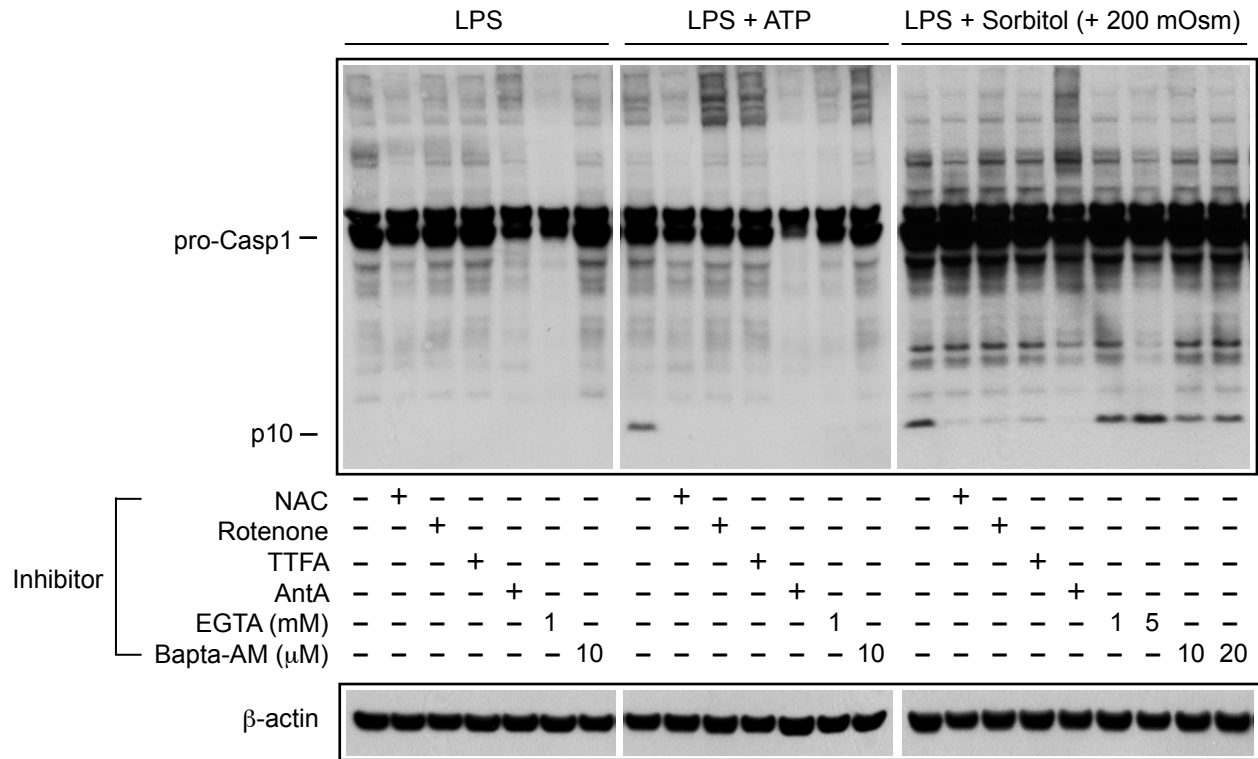 LPS LPS + ATP LPS + Sorbitol (+ 200 mOsm)
pro-Casp1 –
p10 –
Inhibitor
NAC – + – – – – – – + – – – – – – + – – – – – – –
Rotenone – – + – – – – – – + – – – – – – + – – – – – –
TTFA – – – + – – – – – – + – – – – – – + – – – – –
AntA – – – – + – – – – – – + – – – – – – + – – – –
EGTA (mM) – – – – – 1 – – – – – – 1 – – – – – – 1 5 – –
Bapta-AM (μM) – – – – – – 10 – – – – – – 10 – – – – – – – 10 20
β-actin